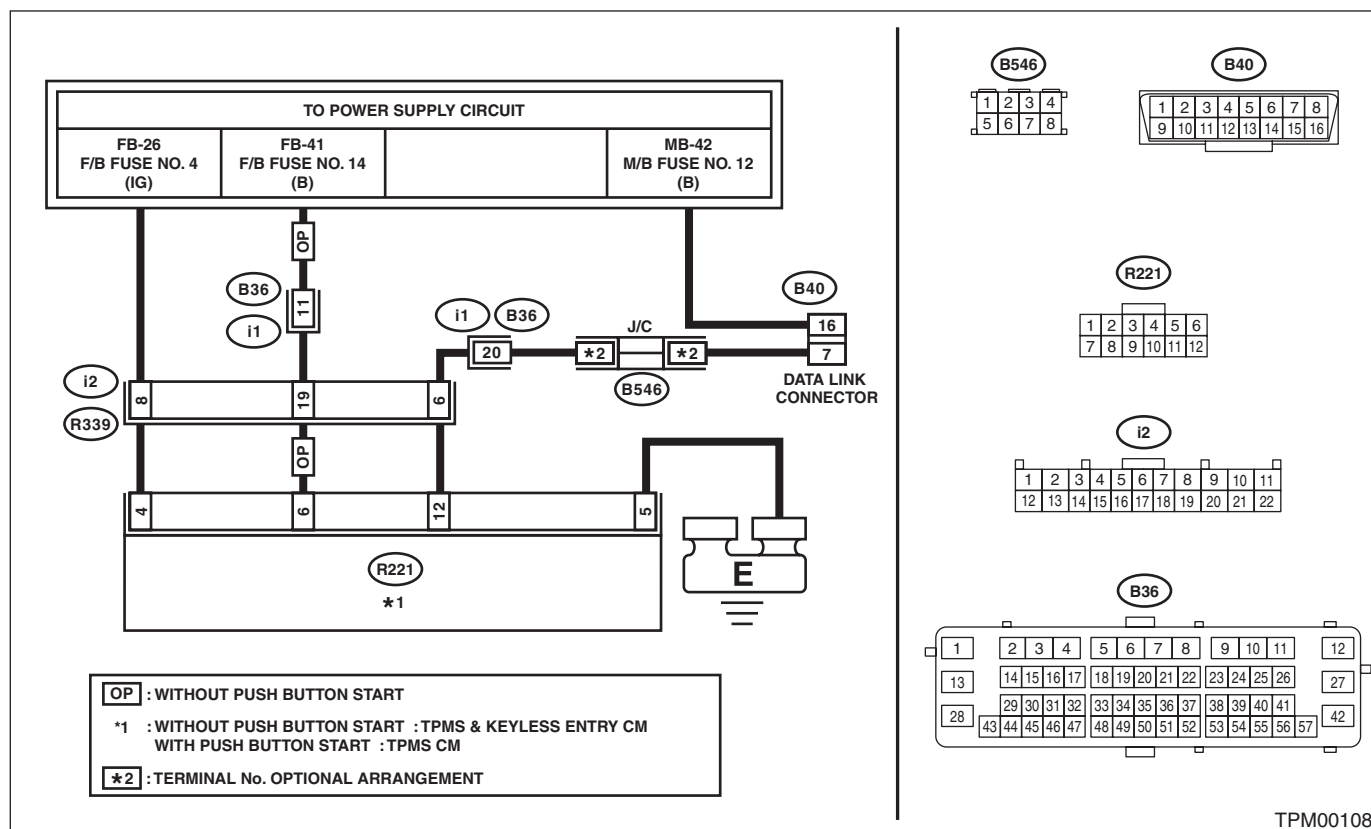 TO POWER SUPPLY CIRCUIT
FB-26
F/B FUSE NO. 4
(IG)
FB-41
F/B FUSE NO. 14
(B)
MB-42
M/B FUSE NO. 12
(B)
OP
B36
11
i1
i1 B36
20
J/C
*2 *2
B546
B40
16
7
DATA LINK
CONNECTOR
i2
8 19 6
R339
OP
4 6 12 5
R221
*1
E
OP : WITHOUT PUSH BUTTON START
*1 : WITHOUT PUSH BUTTON START : TPMS & KEYLESS ENTRY CM
WITH PUSH BUTTON START : TPMS CM
*2 : TERMINAL No. OPTIONAL ARRANGEMENT
B546
1 2 3 4
5 6 7 8
B40
1 2 3 4 5 6 7 8
9 10 11 12 13 14 15 16
R221
1 2 3 4 5 6
7 8 9 10 11 12
i2
1 2 3 4 5 6 7 8 9 10 11
12 13 14 15 16 17 18 19 20 21 22
B36
1 2 3 4 5 6 7 8 9 10 11 12
13 14 15 16 17 18 19 20 21 22 23 24 25 26 27
28 29 30 31 32 33 34 35 36 37 38 39 40 41 42
43 44 45 46 47 48 49 50 51 52 53 54 55 56 57
TPM00108